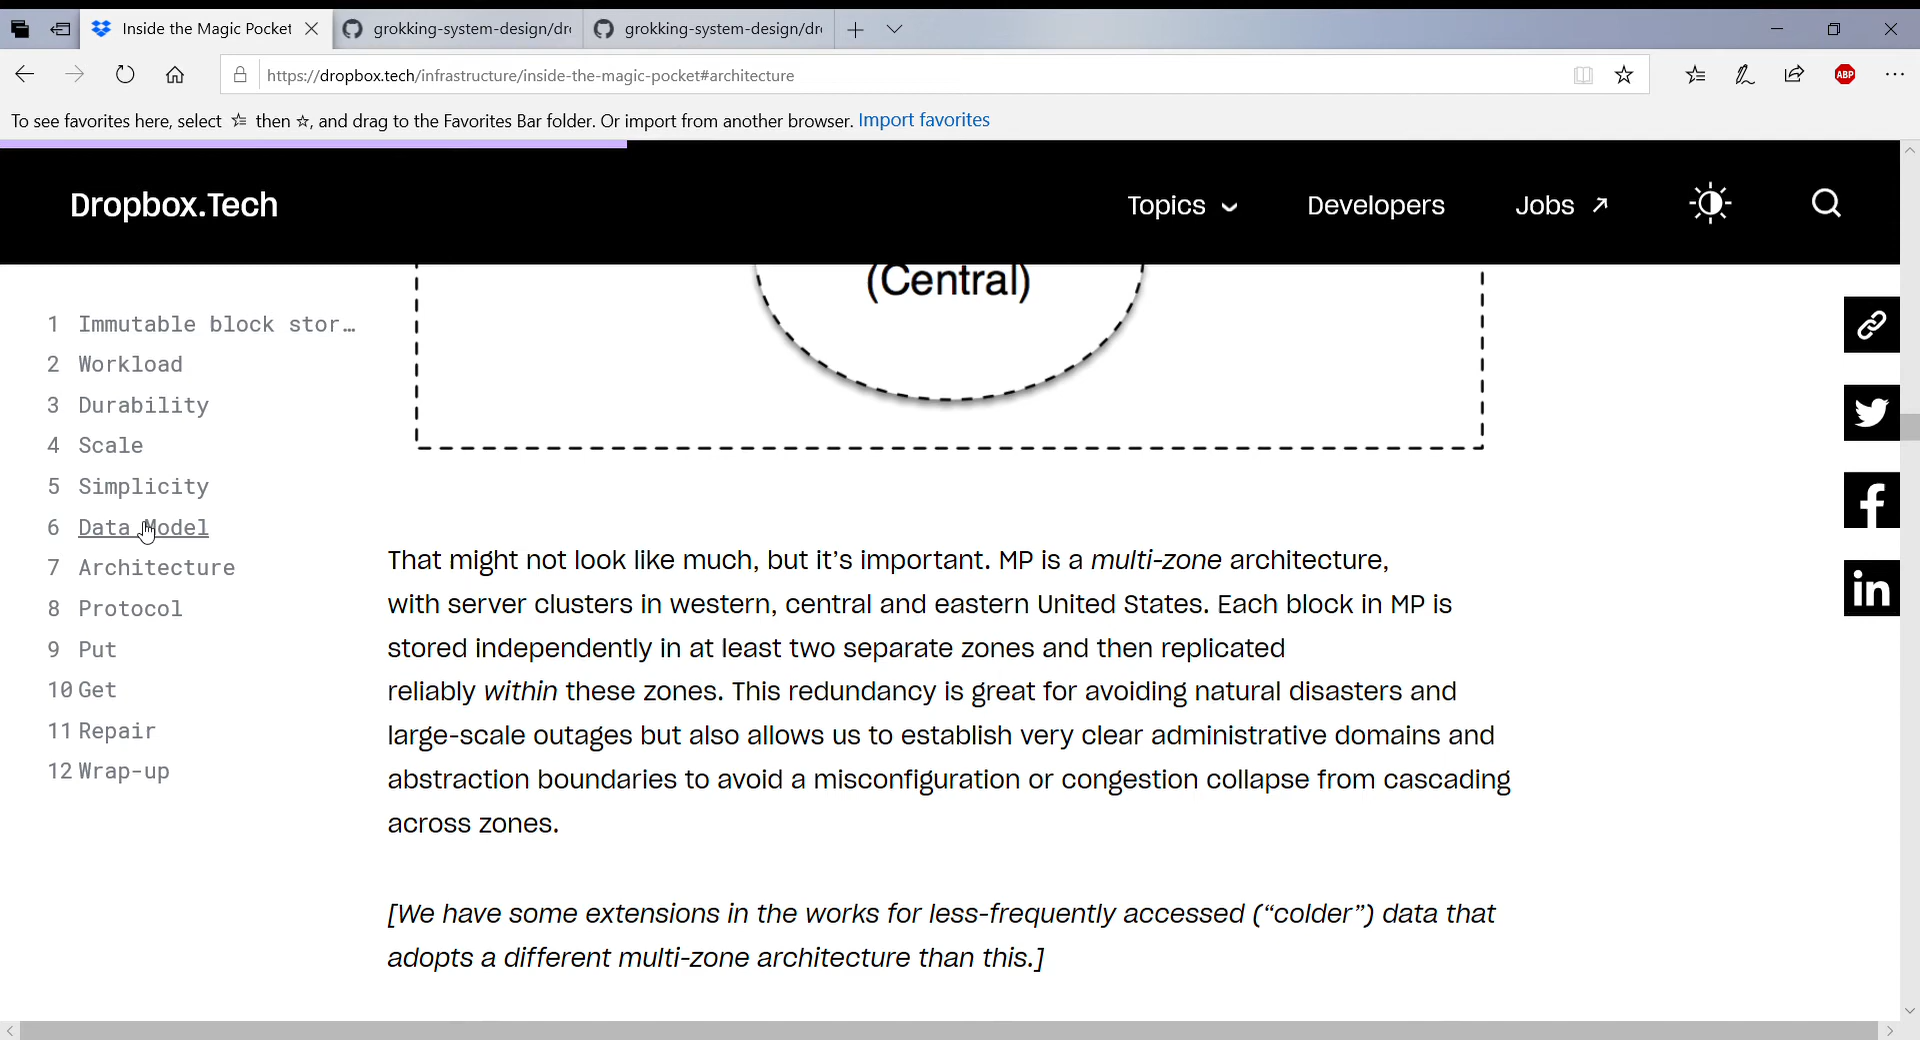 Inside the Magic Pocket
grokking-system-design/dr
grokking-system-design/dr
https://dropbox.tech/infrastructure/inside-the-magic-pocket#architecture
ABP
To see favorites here, select then ☆, and drag to the Favorites Bar folder. Or import from another browser. Import favorites
Dropbox.Tech
Topics
Developers
Jobs ↗
(Central)
1 Immutable block stor…
2 Workload
3 Durability
4 Scale
5 Simplicity
6 Data Model
7 Architecture
8 Protocol
9 Put
10 Get
11 Repair
12 Wrap-up
That might not look like much, but it’s important. MP is a multi-zone architecture,
with server clusters in western, central and eastern United States. Each block in MP is
stored independently in at least two separate zones and then replicated
reliably within these zones. This redundancy is great for avoiding natural disasters and
large-scale outages but also allows us to establish very clear administrative domains and
abstraction boundaries to avoid a misconfiguration or congestion collapse from cascading
across zones.
[We have some extensions in the works for less-frequently accessed (“colder”) data that
adopts a different multi-zone architecture than this.]